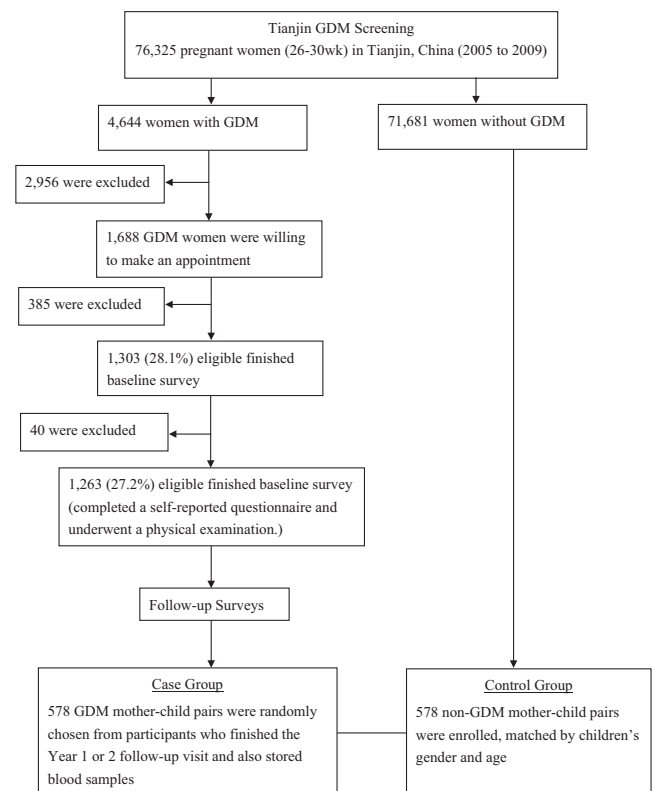 Tianjin GDM Screening
76,325 pregnant women (26-30wk) in Tianjin, China (2005 to 2009)
4,644 women with GDM
71,681 women without GDM
2,956 were excluded
1,688 GDM women were willing
to make an appointment
385 were excluded
1,303 (28.1%) eligible finished
baseline survey
40 were excluded
1,263 (27.2%) eligible finished baseline survey
(completed a self-reported questionnaire and
underwent a physical examination.)
Follow-up Surveys
Case Group
578 GDM mother-child pairs were randomly
chosen from participants who finished the
Year 1 or 2 follow-up visit and also stored
blood samples
Control Group
578 non-GDM mother-child pairs
were enrolled, matched by children’s
gender and age